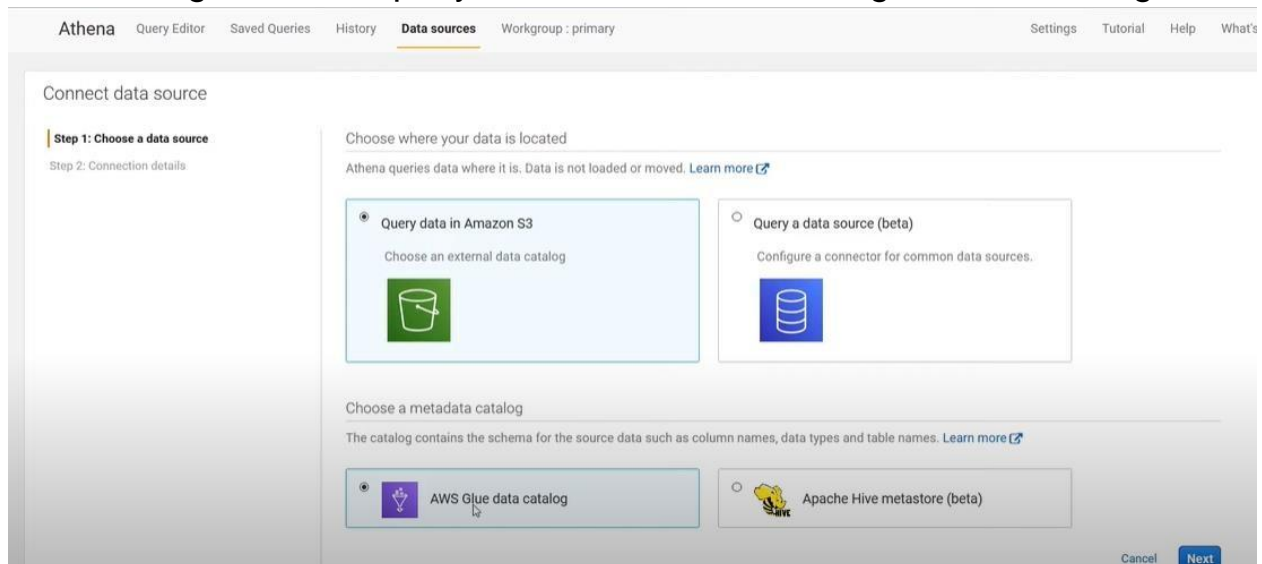 Athena Query Editor Saved Queries History Data sources Workgroup : primary Settings Tutorial Help What's
Connect data source
Step 1: Choose a data source
Step 2: Connection details
Choose where your data is located
Athena queries data where it is. Data is not loaded or moved. Learn more
Query data in Amazon S3
Choose an external data catalog
Query a data source (beta)
Configure a connector for common data sources.
Choose a metadata catalog
The catalog contains the schema for the source data such as column names, data types and table names. Learn more
AWS Glue data catalog
HIVE
Apache Hive metastore (beta)
Cancel Next